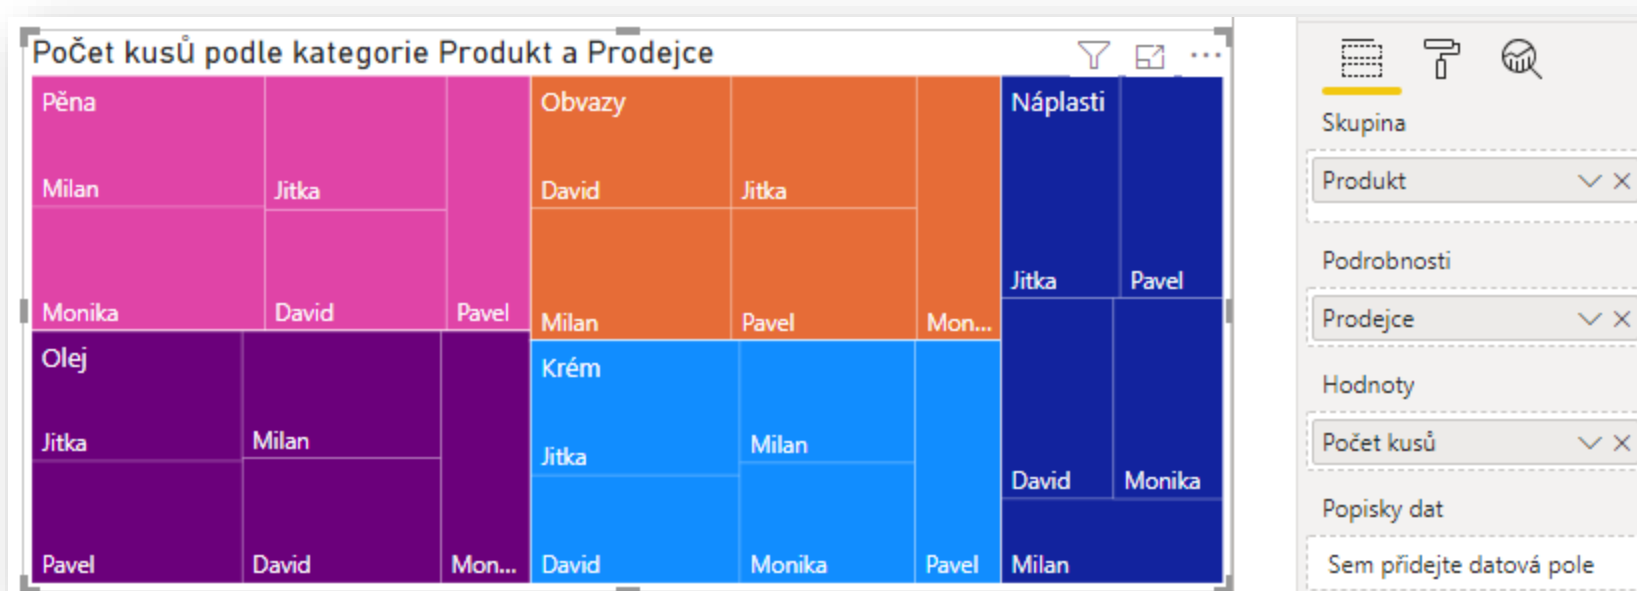 Počet kusů podle kategorie Produkt a Prodejce
Pěna
Milan
Jitka
Monika
David
Pavel
Obvazy
David
Jitka
Milan
Pavel
Mon...
Náplasti
Jitka
Pavel
David
Monika
Milan
Olej
Jitka
Milan
Pavel
David
Mon...
Krém
Jitka
Milan
David
Monika
Pavel
Skupina
Produkt
Podrobnosti
Prodejce
Hodnoty
Počet kusů
Popisky dat
Sem přidejte datová pole